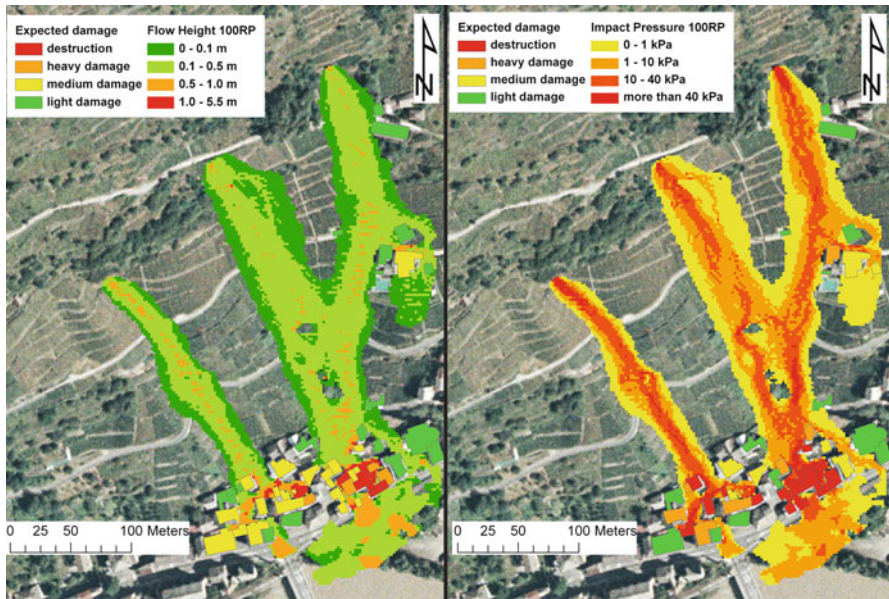 Expected damage
destruction
heavy damage
medium damage
light damage
Flow Height 100RP
0 - 0.1 m
0.1 - 0.5 m
0.5 - 1.0 m
1.0 - 5.5 m
N
0 25 50 100 Meters
Expected damage
destruction
heavy damage
medium damage
light damage
Impact Pressure 100RP
0 - 1 kPa
1 - 10 kPa
10 - 40 kPa
more than 40 kPa
N
0 25 50 100 Meters